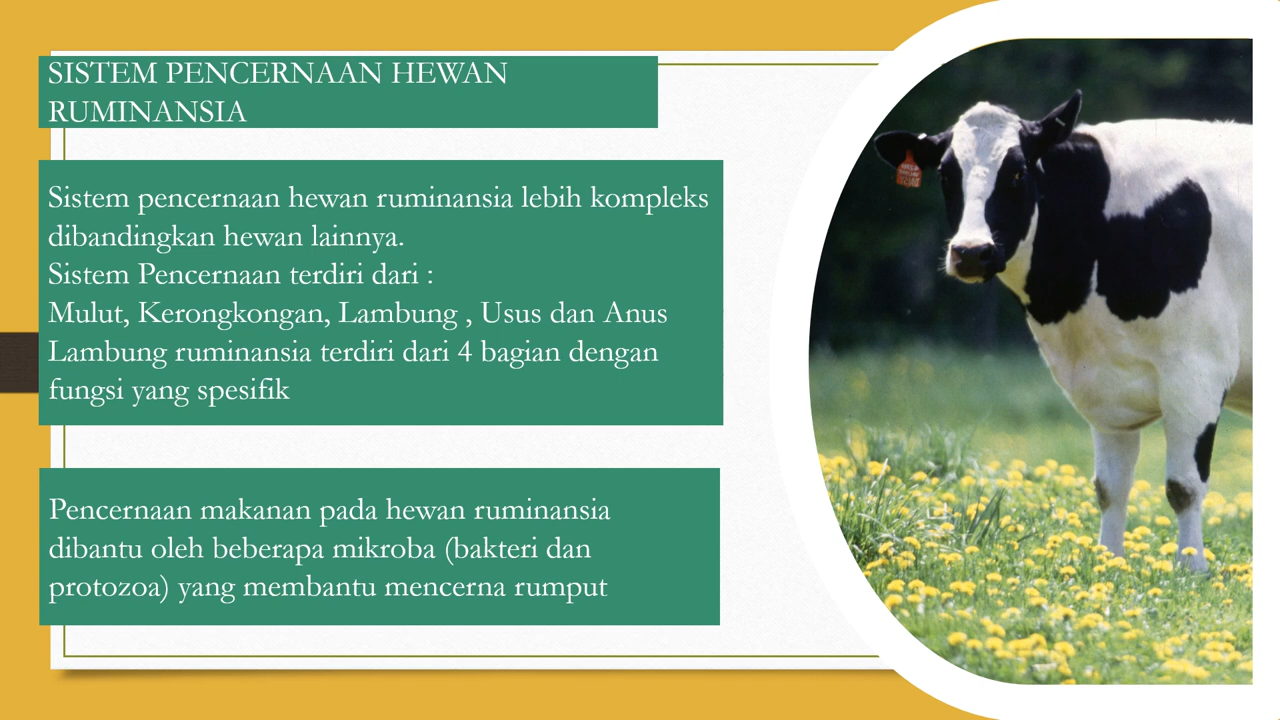 SISTEM PENCERNAAN HEWAN
RUMINANSIA
Sistem pencernaan hewan ruminansia lebih kompleks
dibandingkan hewan lainnya.
Sistem Pencernaan terdiri dari :
Mulut, Kerongkongan, Lambung , Usus dan Anus
Lambung ruminansia terdiri dari 4 bagian dengan
fungsi yang spesifik
Pencernaan makanan pada hewan ruminansia
dibantu oleh beberapa mikroba (bakteri dan
protozoa) yang membantu mencerna rumput